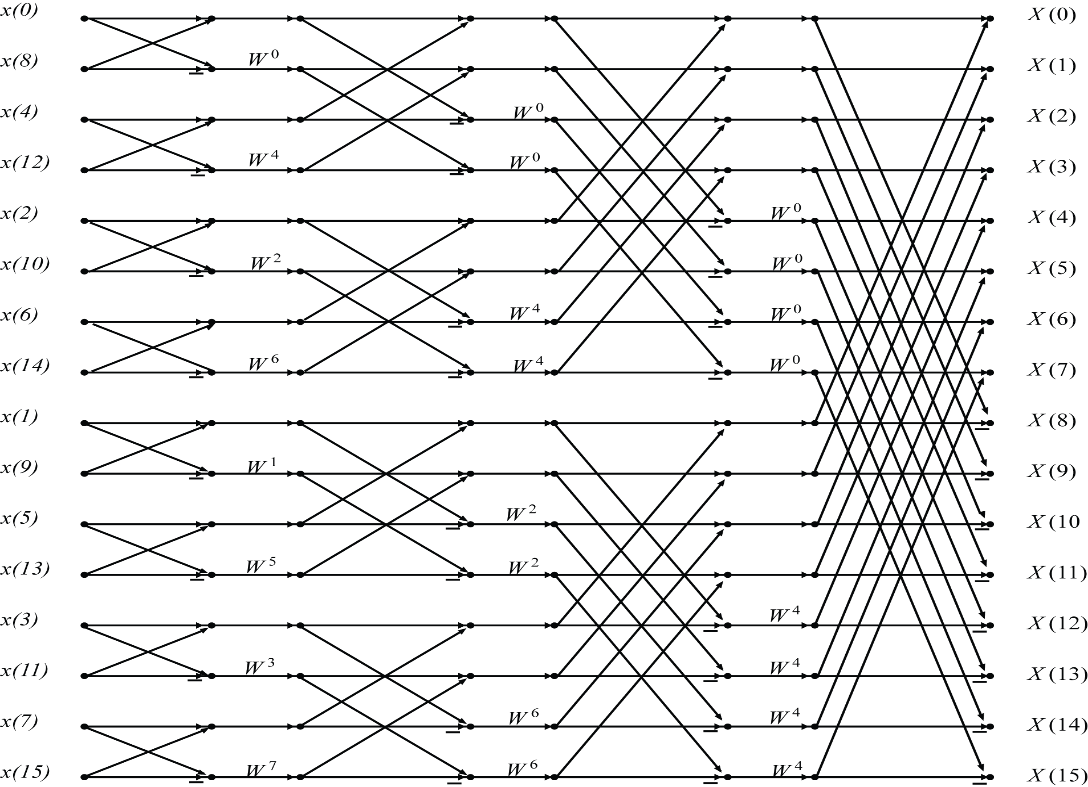 x(0) X(0)
x(8) W⁰ X(1)
x(4) W⁰ X(2)
x(12) W⁴ W⁰ X(3)
x(2) W⁰ X(4)
x(10) W² W⁰ X(5)
x(6) W⁴ W⁰ X(6)
x(14) W⁶ W⁴ W⁰ X(7)
x(1) X(8)
x(9) W¹ X(9)
x(5) W² X(10
x(13) W⁵ W² X(11)
x(3) W⁴ X(12)
x(11) W³ W⁴ X(13)
x(7) W⁶ W⁴ X(14)
x(15) W⁷ W⁶ W⁴ X(15)